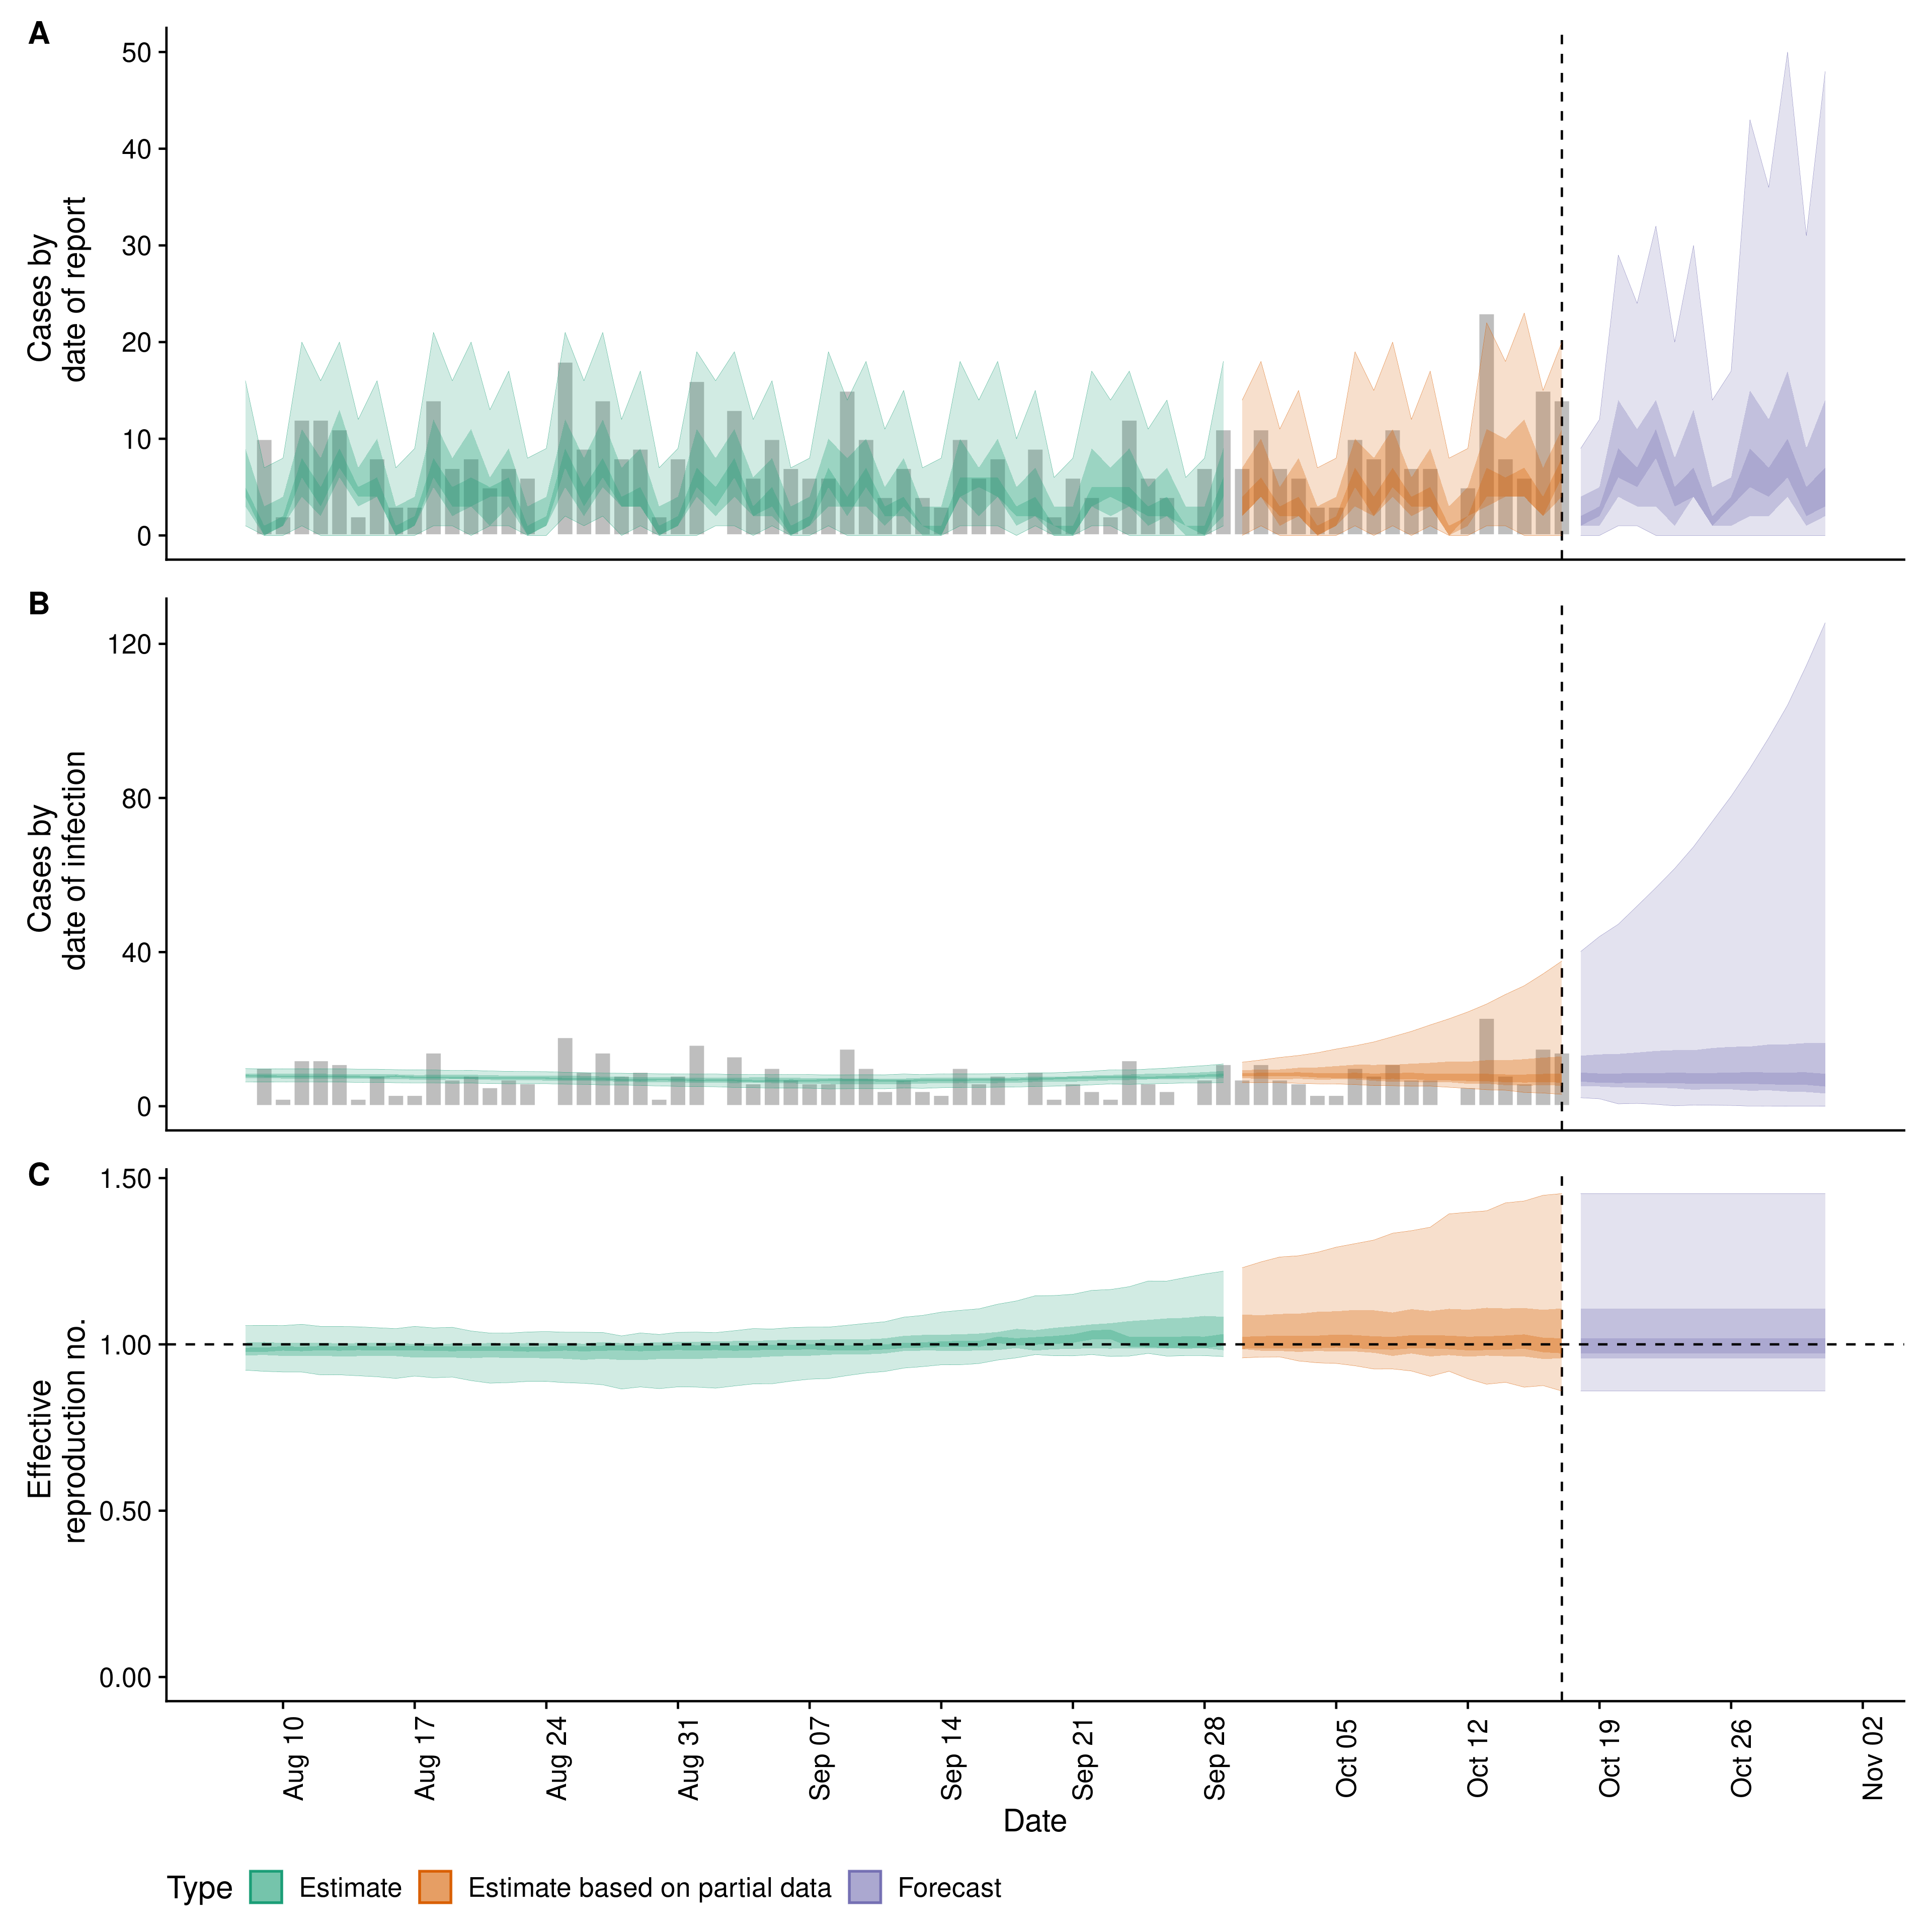 A
50
40
30
20
10
0
Cases by
date of report
B
120
80
40
0
Cases by
date of infection
C
1.50
1.00
0.50
0.00
Effective
reproduction no.
Aug 10
Aug 17
Aug 24
Aug 31
Sep 07
Sep 14
Sep 21
Sep 28
Oct 05
Oct 12
Oct 19
Oct 26
Nov 02
Date
Type Estimate Estimate based on partial data Forecast